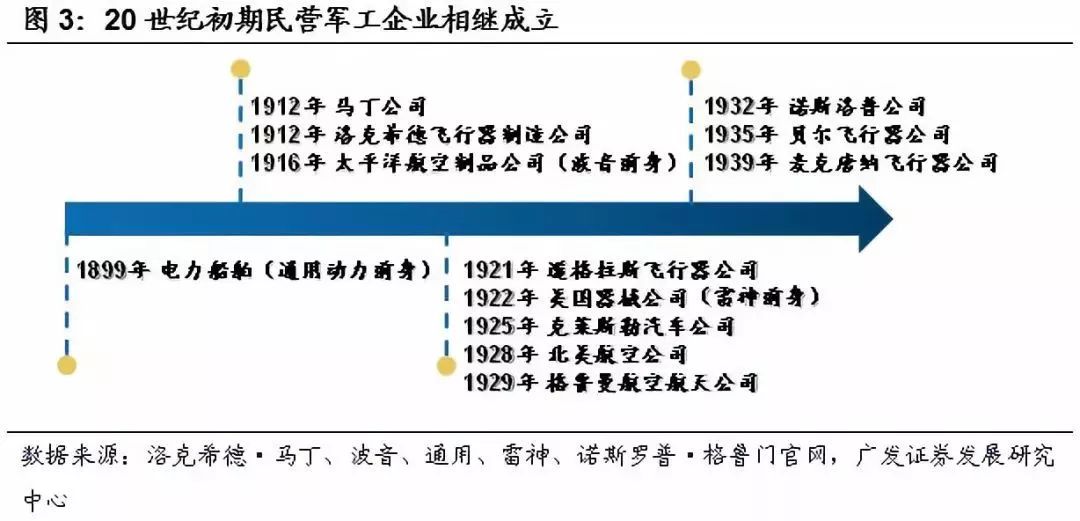 图 3：20 世纪初期民营军工企业相继成立
1912年 马丁公司
1912年 洛克希德飞行器制造公司
1916年 太平洋航空制品公司（波音前身）
1932年 诺斯洛普公司
1935年 贝尔飞行器公司
1939年 麦克唐纳飞行器公司
1899年 电力船舶（通用动力前身）
1921年 道格拉斯飞行器公司
1922年 美国器械公司（雷神前身）
1925年 克莱斯勒汽车公司
1928年 北美航空公司
1929年 格鲁曼航空航天公司
数据来源：洛克希德·马丁、波音、通用、雷神、诺斯罗普·格鲁门官网，广发证券发展研究
中心